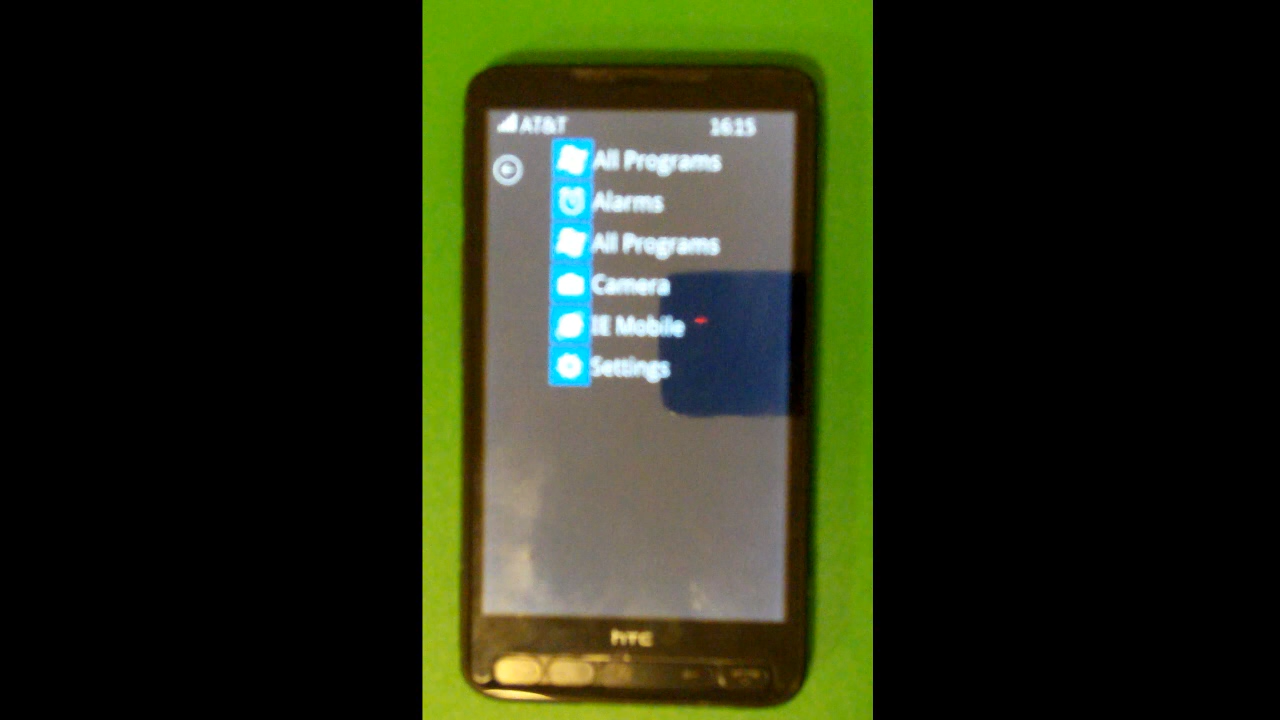 AT&T 16:15
All Programs
Alarms
All Programs
Camera
IE Mobile
Settings
hTC